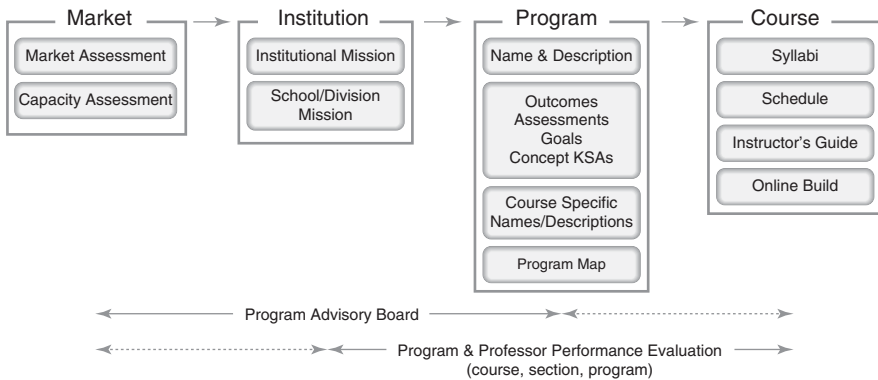 Market
Market Assessment
Capacity Assessment
Institution
Institutional Mission
School/Division
Mission
Program
Name & Description
Outcomes
Assessments
Goals
Concept KSAs
Course Specific
Names/Descriptions
Program Map
Course
Syllabi
Schedule
Instructor's Guide
Online Build
Program Advisory Board
Program & Professor Performance Evaluation
(course, section, program)